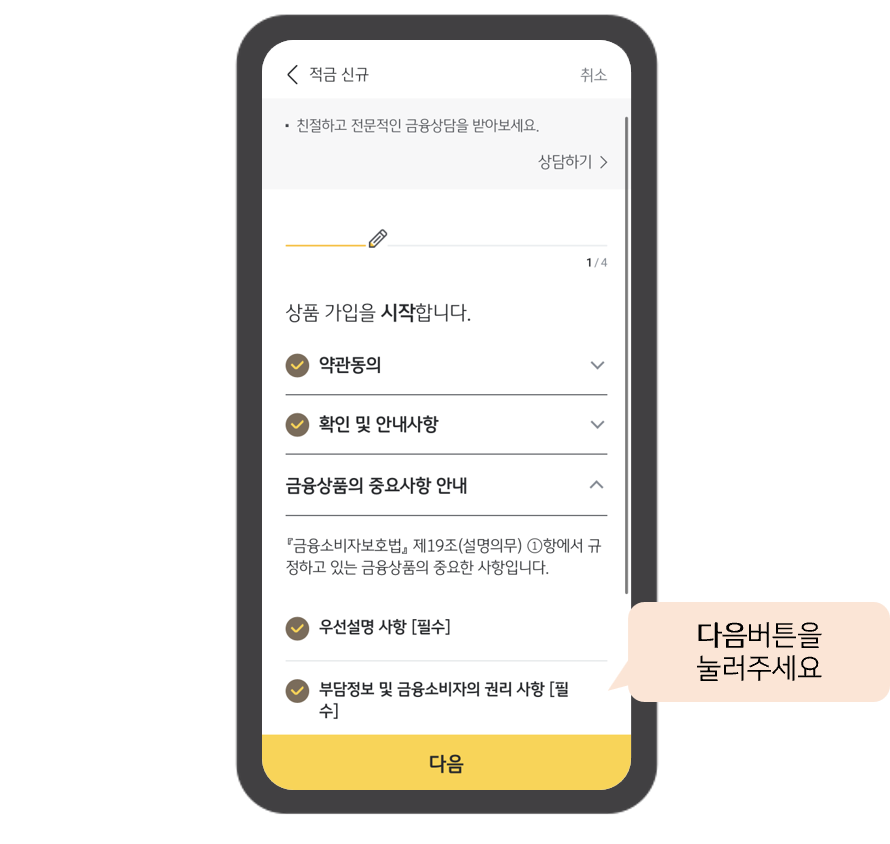 적금 신규
취소
• 친절하고 전문적인 금융상담을 받아보세요.
상담하기
1 / 4
상품 가입을 시작합니다.
약관동의
확인 및 안내사항
금융상품의 중요사항 안내
『금융소비자보호법』 제19조(설명의무) ①항에서 규
정하고 있는 금융상품의 중요한 사항입니다.
우선설명 사항 [필수]
부담정보 및 금융소비자의 권리 사항 [필
수]
다음버튼을
눌러주세요
다음